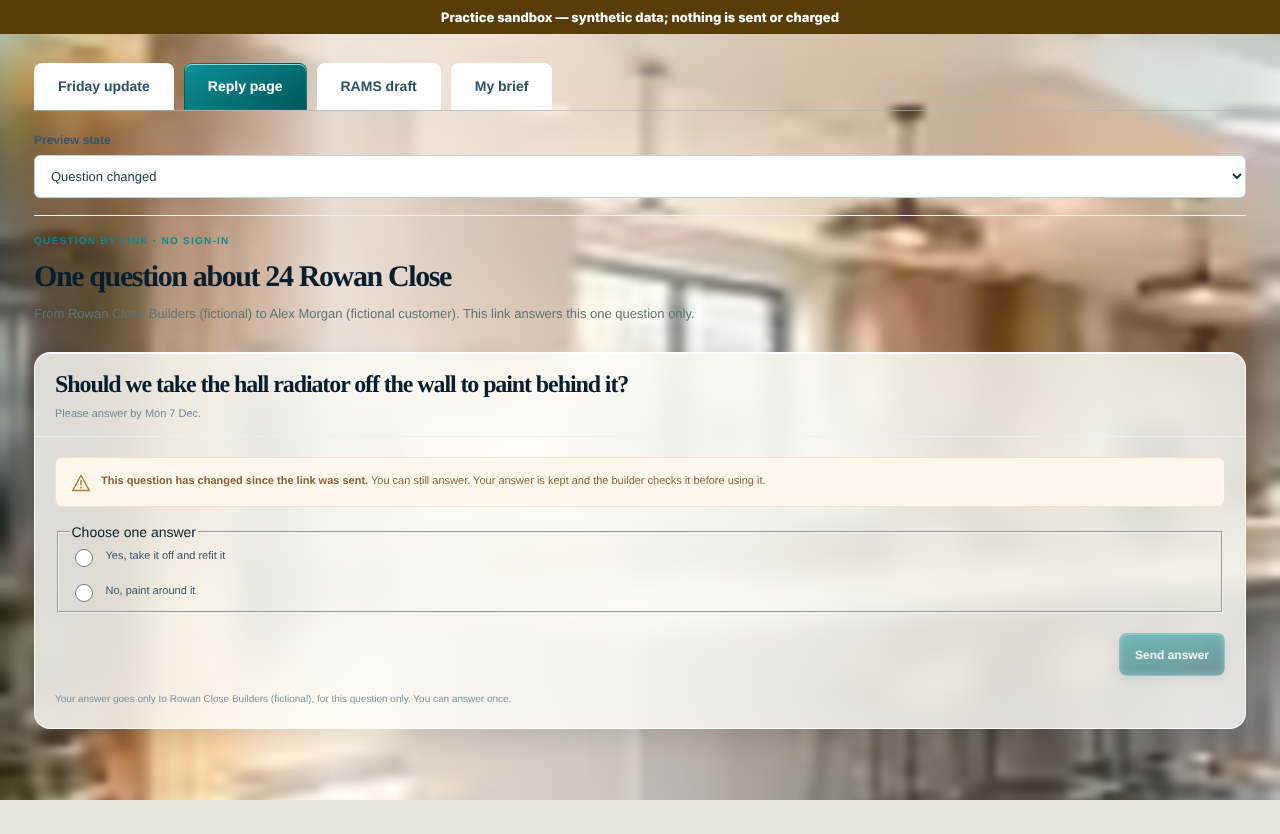 Practice sandbox — synthetic data; nothing is sent or charged
Friday update
Reply page
RAMS draft
My brief
Preview state
Question changed
QUESTION BY LINK · NO SIGN-IN
One question about 24 Rowan Close
From Rowan Close Builders (fictional) to Alex Morgan (fictional customer). This link answers this one question only.
Should we take the hall radiator off the wall to paint behind it?
Please answer by Mon 7 Dec.
This question has changed since the link was sent. You can still answer. Your answer is kept and the builder checks it before using it.
Choose one answer
Yes, take it off and refit it
No, paint around it
Send answer
Your answer goes only to Rowan Close Builders (fictional), for this question only. You can answer once.